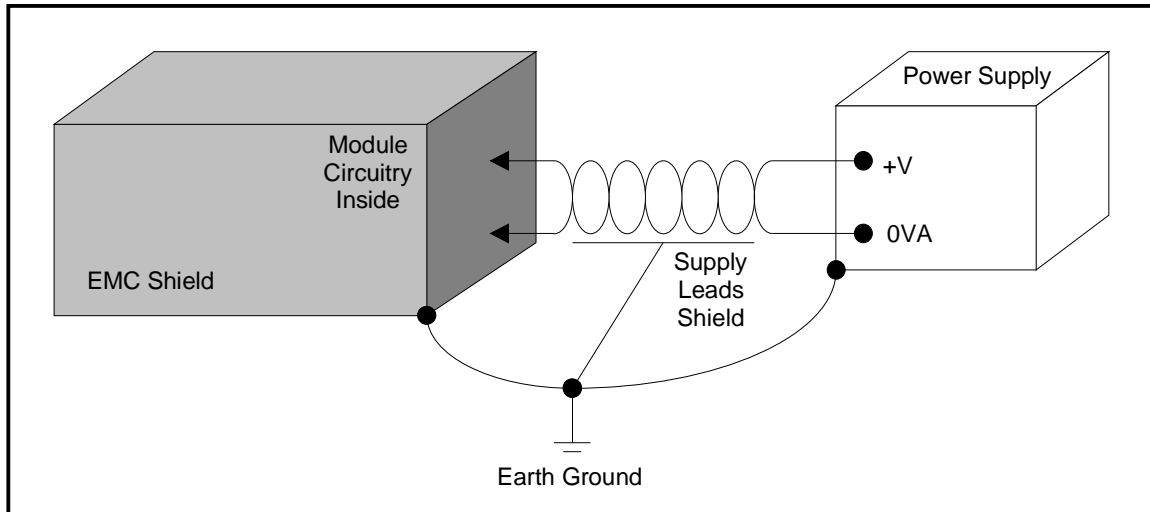 Power Supply
Module
Circuitry
Inside
+V
0VA
EMC Shield
Supply
Leads
Shield
Earth Ground